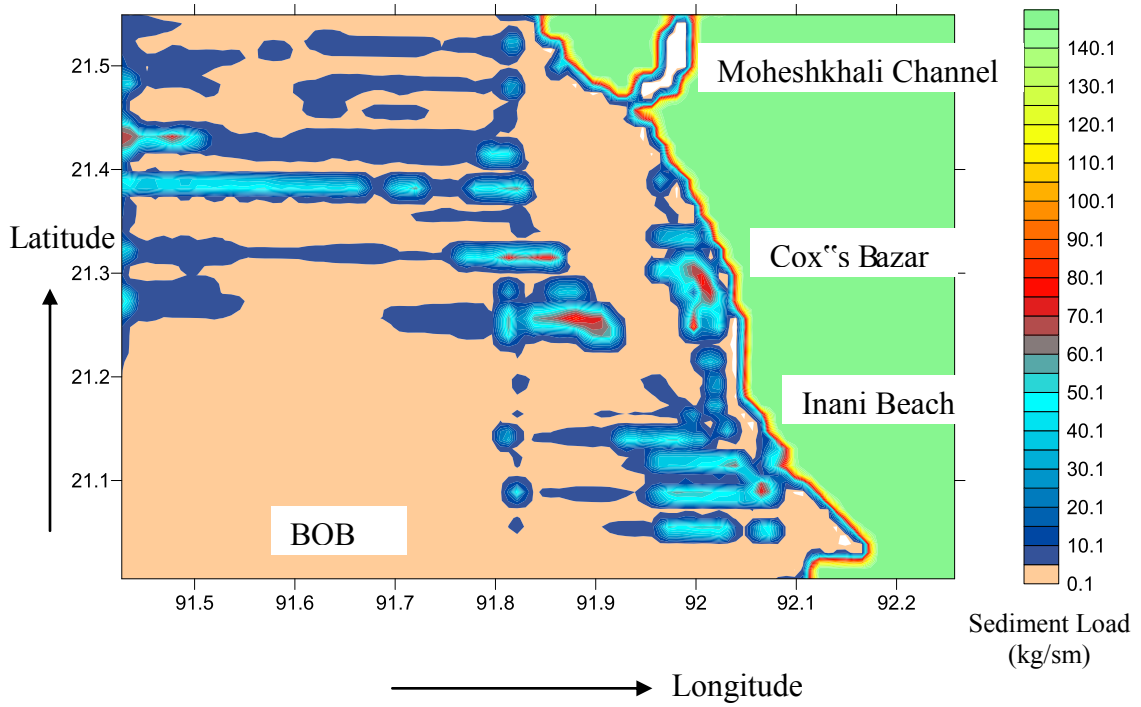 21.5
21.4
21.3
21.2
21.1
Latitude
Moheshkhali Channel
Cox‟s Bazar
Inani Beach
BOB
91.5 91.6 91.7 91.8 91.9 92 92.1 92.2
Longitude
140.1
130.1
120.1
110.1
100.1
90.1
80.1
70.1
60.1
50.1
40.1
30.1
20.1
10.1
0.1
Sediment Load
(kg/sm)